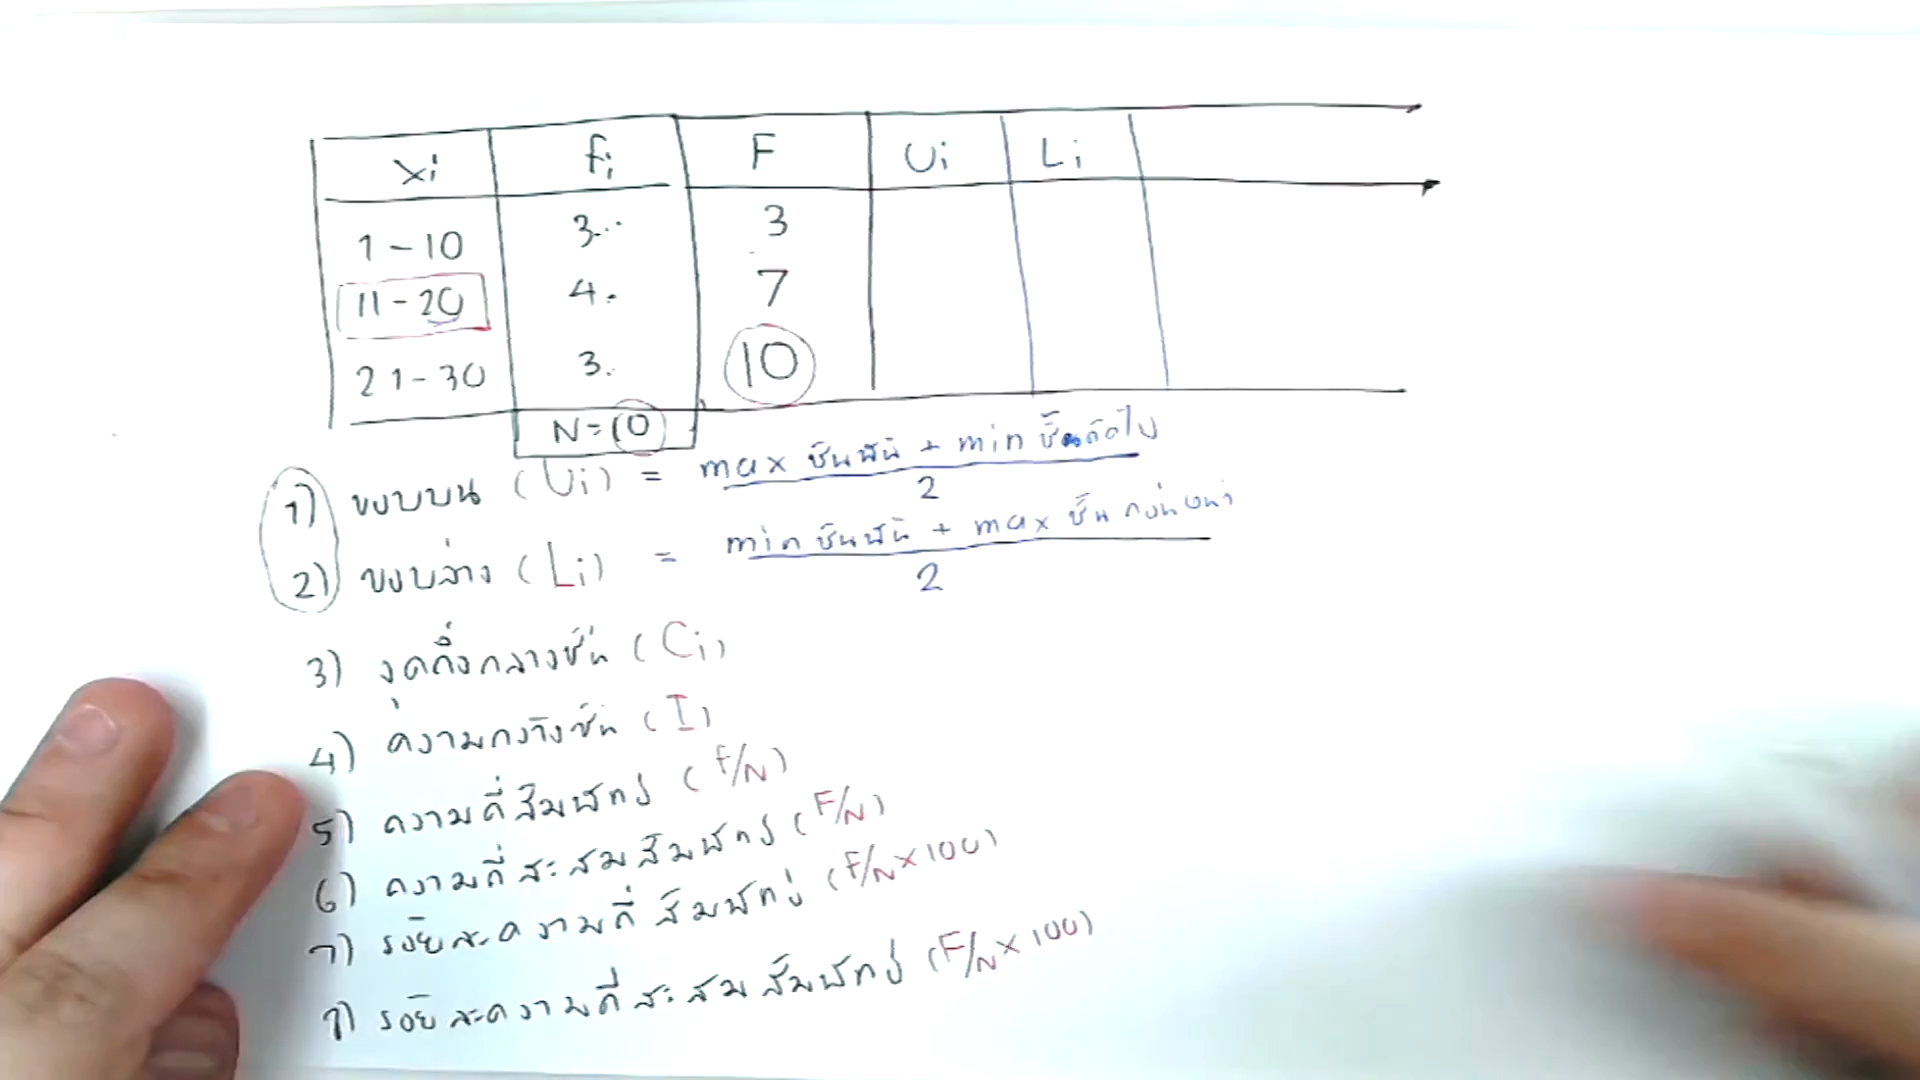 xi fi F Ui Li
1-10 3 3
11-20 4 7
21-30 3 10
N=10
1) ขอบบน (Ui) = max ชั้นมัน + min ชั้นถัดไป
2
2) ขอบล่าง (Li) = min ชั้นมัน + max ชั้นก่อนหน้า
2
3) จุดกึ่งกลางชั้น (Ci)
4) ความกว้างชั้น (I)
5) ความถี่สัมพัทธ์ (f/N)
6) ความถี่สะสมสัมพัทธ์ (F/N)
7) ร้อยละความถี่สัมพัทธ์ (f/N×100)
8) ร้อยละความถี่สะสมสัมพัทธ์ (F/N×100)